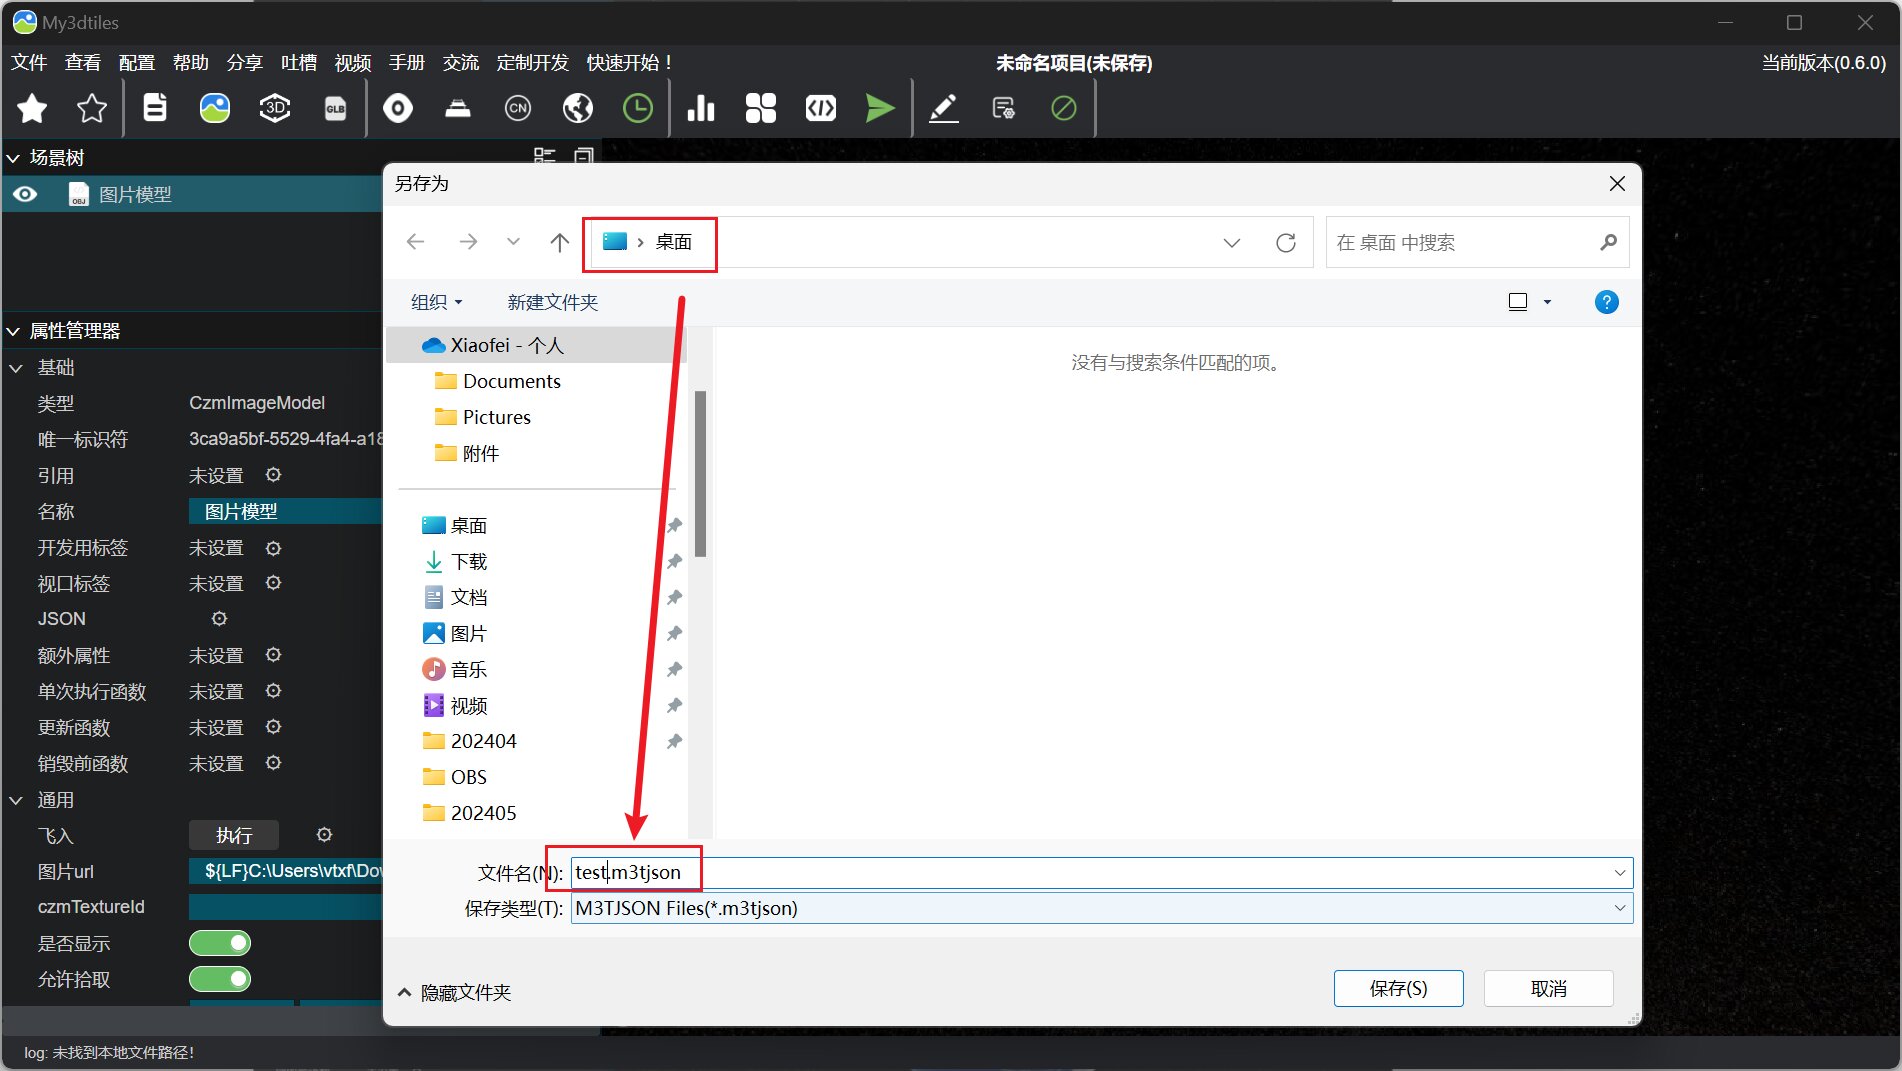 My3dtiles
文件 查看 配置 帮助 分享 吐槽 视频 手册 交流 定制开发 快速开始！ 未命名项目(未保存) 当前版本(0.6.0)
3D GLB CN
场景树
OBJ 图片模型
属性管理器
基础
类型 CzmImageModel
唯一标识符 3ca9a5bf-5529-4fa4-a18
引用 未设置
名称 图片模型
开发用标签 未设置
视口标签 未设置
JSON
额外属性 未设置
单次执行函数 未设置
更新函数 未设置
销毁前函数 未设置
通用
飞入 执行
图片url ${LF}C:\Users\vtxf\Dov
czmTextureId
是否显示
允许拾取
log: 未找到本地文件路径！
另存为
桌面
在 桌面 中搜索
组织 新建文件夹
Xiaofei - 个人
Documents
Pictures
附件
没有与搜索条件匹配的项。
桌面
下载
文档
图片
音乐
视频
202404
OBS
202405
文件名(N): test.m3tjson
保存类型(T): M3TJSON Files(*.m3tjson)
隐藏文件夹
保存(S) 取消